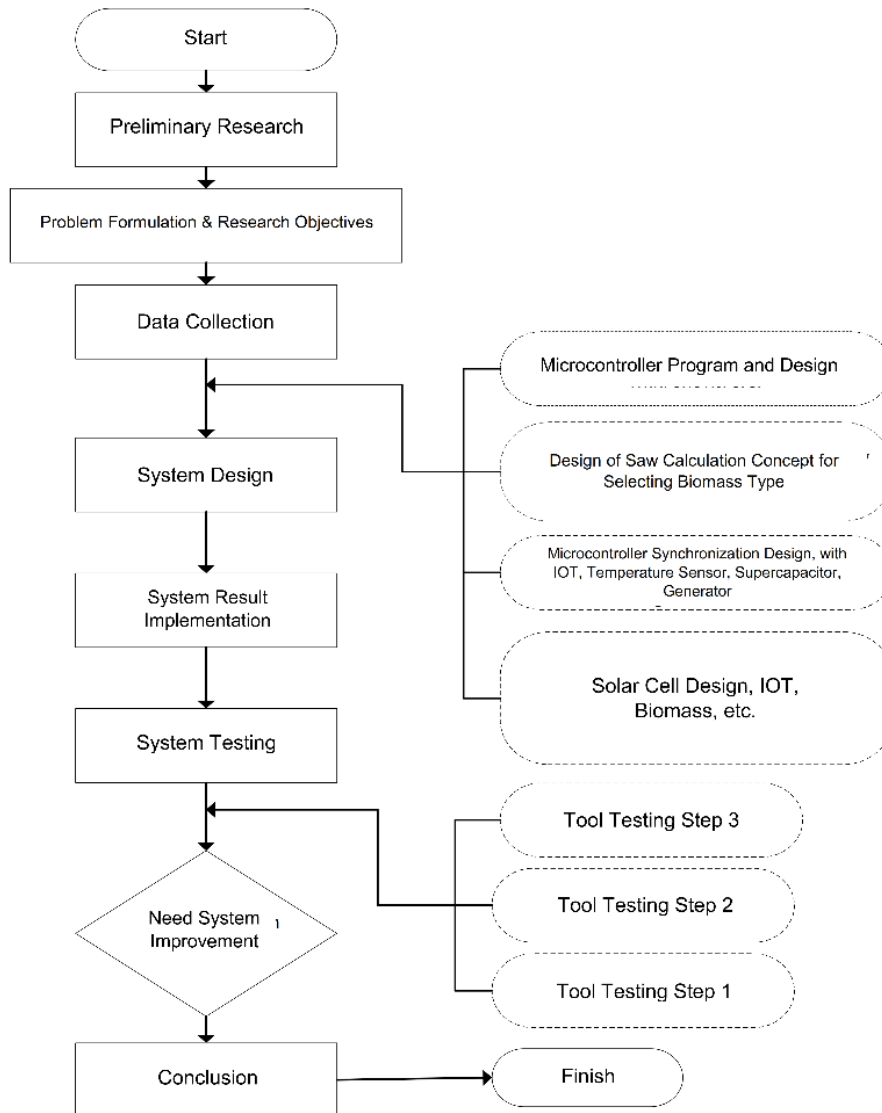 Start
Preliminary Research
Problem Formulation & Research Objectives
Data Collection
Microcontroller Program and Design
System Design
Design of Saw Calculation Concept for
Selecting Biomass Type
Microcontroller Synchronization Design, with
IOT, Temperature Sensor, Supercapacitor,
Generator
System Result
Implementation
Solar Cell Design, IOT,
Biomass, etc.
System Testing
Tool Testing Step 3
Need System
Improvement
Tool Testing Step 2
Tool Testing Step 1
Conclusion
Finish